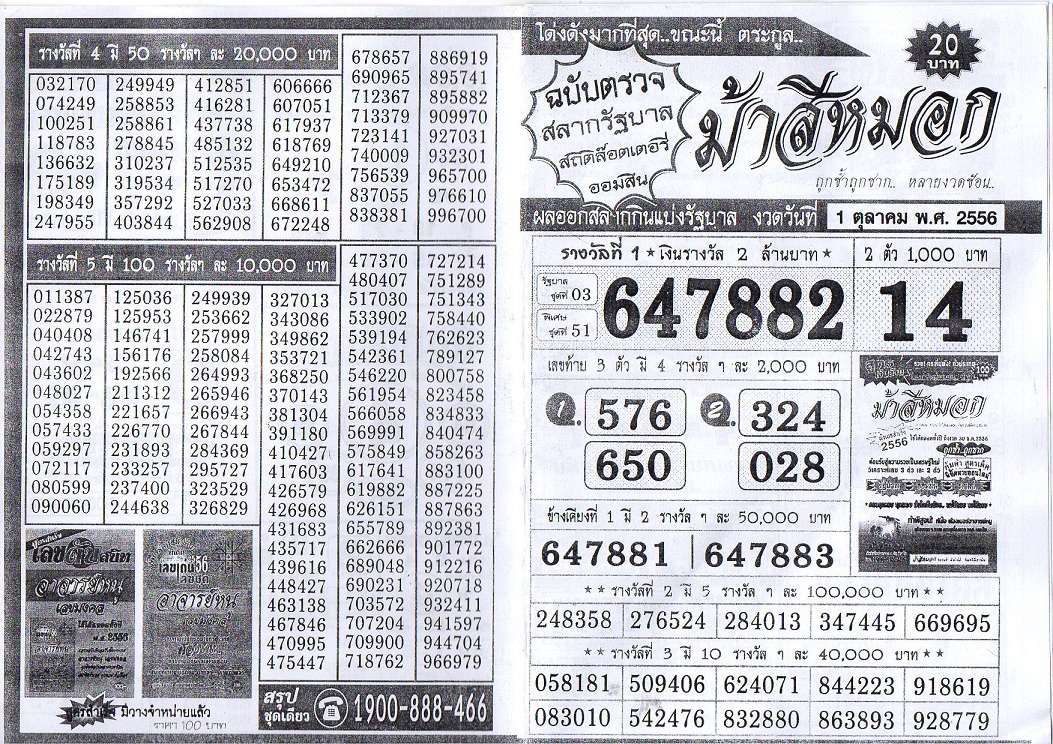 รางวัลที่ 4 มี 50 รางวัลๆ ละ 20,000 บาท
032170 249949 412851 606666
074249 258853 416281 607051
100251 258861 437738 617937
118783 278845 485132 618769
136632 310237 512535 649210
175189 319534 517270 653472
198349 357292 527033 668611
247955 403844 562908 672248
678657 886919
690965 895741
712367 895882
713379 909970
723141 927031
740009 932301
756539 965700
837055 976610
838381 996700
รางวัลที่ 5 มี 100 รางวัลๆ ละ 10,000 บาท
011387 125036 249939 327013
022879 125953 253662 343086
040408 146741 257999 349862
042743 156176 258084 353721
043602 192566 264993 368250
048027 211312 265946 370143
054358 221657 266943 381304
057433 226770 267844 391180
059297 231893 284369 410427
072117 233257 295727 417603
080599 237400 323529 426579
090060 244638 326829 426968
431683
435717
439616
448427
463138
467846
470995
475447
477370 727214
480407 751289
517030 751343
533902 758440
539194 762623
542361 789127
546220 800758
561954 823458
566058 834833
569991 840474
575849 858263
617641 883100
619882 887225
626151 887863
655789 892381
662666 901772
689048 912216
690231 920718
703572 932411
707204 941597
709900 944704
718762 966979
อาจารย์หนู
เลขมงคล
อาจารย์หนู
มีวางจำหน่ายแล้ว
ราคา 100 บาท
สรุป
ชุดเดียว
1900-888-466
โด่งดังมากที่สุด..ขณะนี้ ตระกูล..
20
บาท
ฉบับตรวจ
สลากรัฐบาล
สถิติล๊อตเตอรี่
ออมสิน
ม้าสีหมอก
ถูกซ้ำถูกซาก.. หลายงวดซ้อน..
ผลออกสลากกินแบ่งรัฐบาล งวดวันที่ 1 ตุลาคม พ.ศ. 2556
รางวัลที่ 1 ★ เงินรางวัล 2 ล้านบาท ★
2 ตัว 1,000 บาท
รัฐบาล
ชุดที่ 03
พิเศษ
ชุดที่ 51
647882
14
เลขท้าย 3 ตัว มี 4 รางวัล ๆ ละ 2,000 บาท
1. 576 2. 324
650 028
ม้าสีหมอก
2556
ข้างเคียงที่ 1 มี 2 รางวัล ๆ ละ 50,000 บาท
647881 647883
★★ รางวัลที่ 2 มี 5 รางวัล ๆ ละ 100,000 บาท ★★
248358 276524 284013 347445 669695
★★ รางวัลที่ 3 มี 10 รางวัล ๆ ละ 40,000 บาท ★★
058181 509406 624071 844223 918619
083010 542476 832880 863893 928779